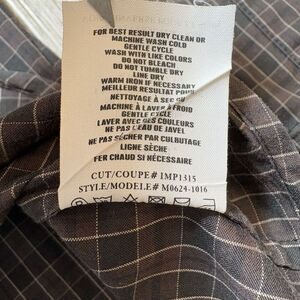 FOR BEST RESULT DRY CLEAN OR
MACHINE WASH COLD
GENTLE CYCLE
WASH WITH LIKE COLORS
DO NOT BLEACH
DO NOT TUMBLE DRY
LINE DRY
WARM IRON IF NECESSARY
MEILLEUR RESULTAT POUR
NETTOYAGE À SEC OU
MACHINE À LAVER À FROID
GENTLE CYCLE
LAVER AVEC DES COULEURS
NE PAS L'EAU DE JAVEL
NE PAS SÉCHER PAR CULBUTAGE
LIGNE SÈCHE
FER CHAUD SI NÉCESSAIRE
CUT/COUPE# IMP1315
STYLE/MODELE# M0624-1016